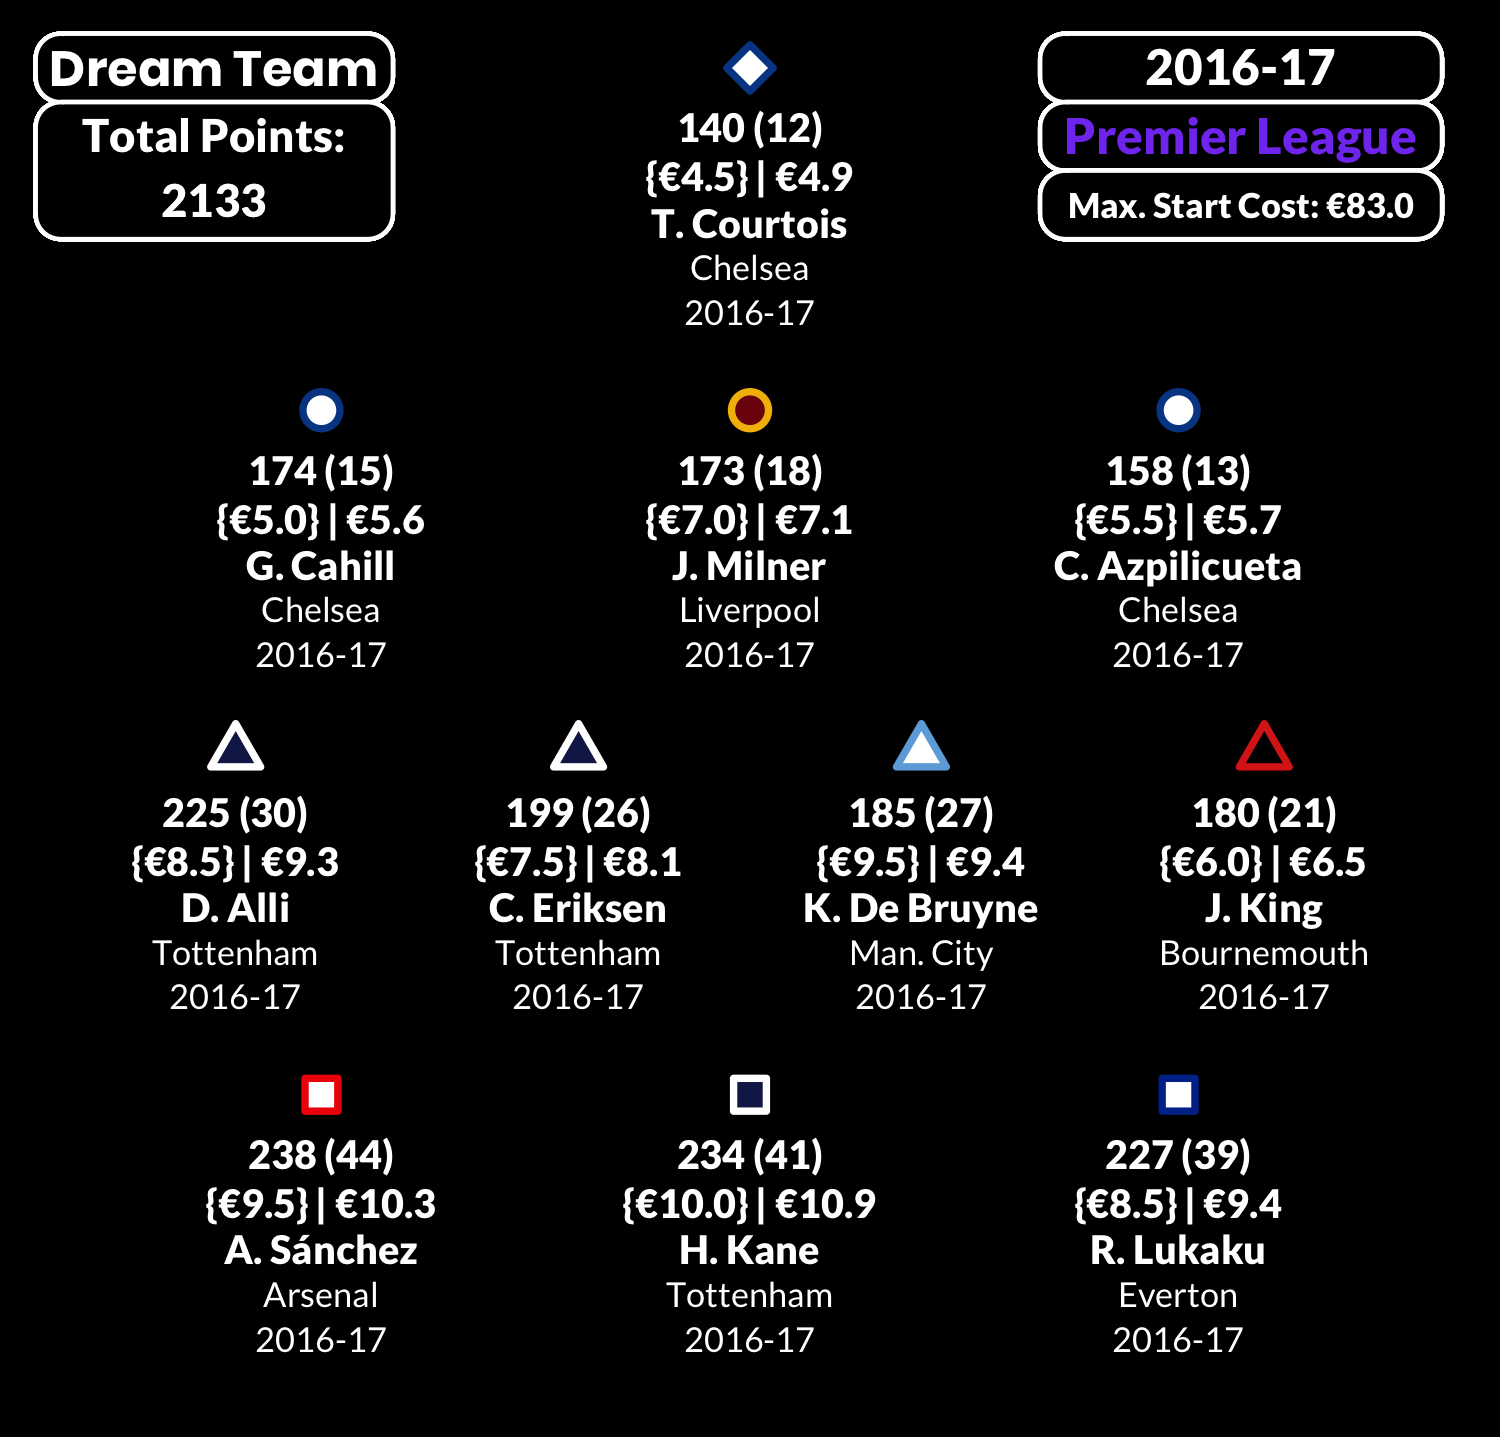 Dream Team
Total Points:
2133
2016-17
Premier League
Max. Start Cost: €83.0
140 (12)
{€4.5} | €4.9
T. Courtois
Chelsea
2016-17
174 (15)
{€5.0} | €5.6
G. Cahill
Chelsea
2016-17
173 (18)
{€7.0} | €7.1
J. Milner
Liverpool
2016-17
158 (13)
{€5.5} | €5.7
C. Azpilicueta
Chelsea
2016-17
225 (30)
{€8.5} | €9.3
D. Alli
Tottenham
2016-17
199 (26)
{€7.5} | €8.1
C. Eriksen
Tottenham
2016-17
185 (27)
{€9.5} | €9.4
K. De Bruyne
Man. City
2016-17
180 (21)
{€6.0} | €6.5
J. King
Bournemouth
2016-17
238 (44)
{€9.5} | €10.3
A. Sánchez
Arsenal
2016-17
234 (41)
{€10.0} | €10.9
H. Kane
Tottenham
2016-17
227 (39)
{€8.5} | €9.4
R. Lukaku
Everton
2016-17